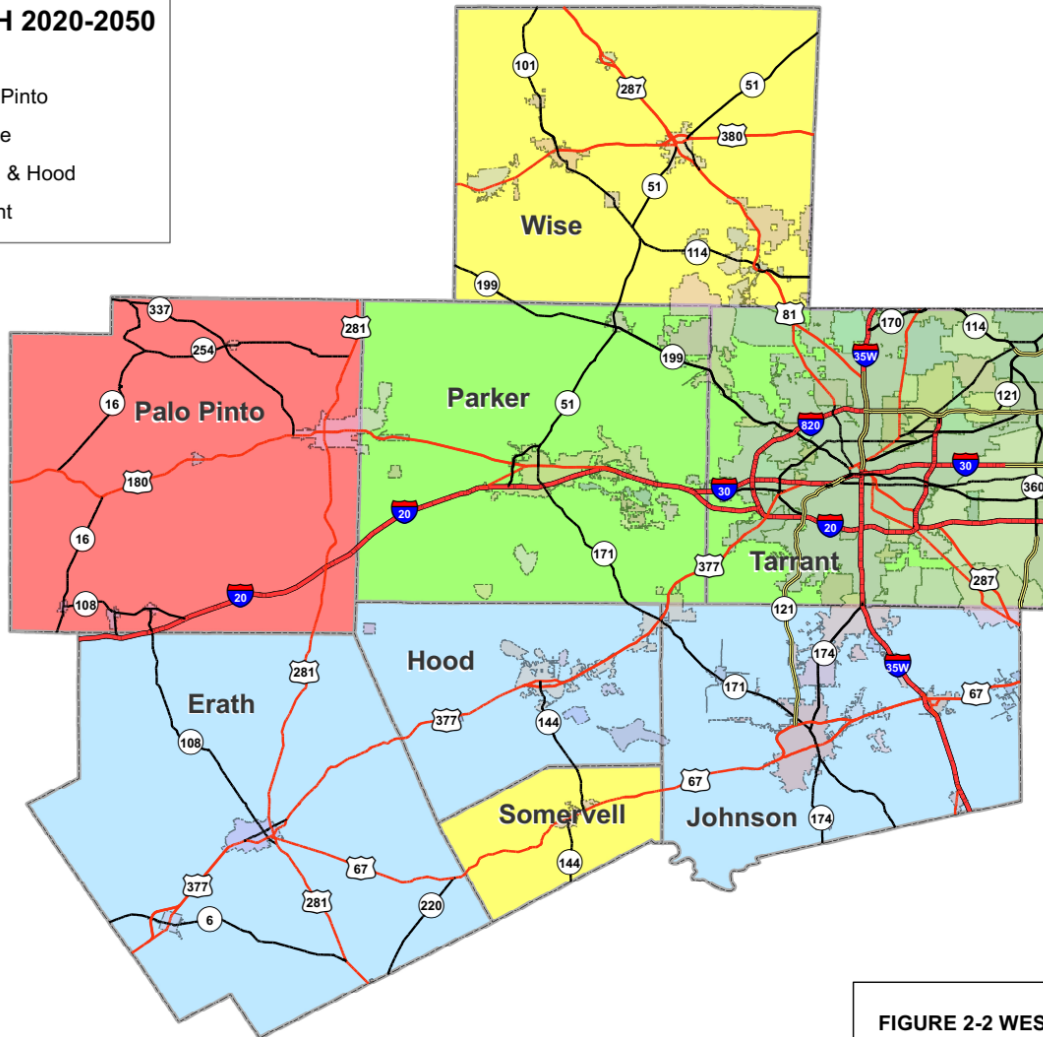 H 2020-2050
Pinto
e
& Hood
nt
101
287
51
380
51
Wise
114
199
337
281
81
170
114
254
35W
199
16
Palo Pinto
Parker
51
121
820
180
30
30
360
20
20
16
171
377
Tarrant
287
108
20
121
174
281
Hood
35W
Erath
171
67
377
144
108
67
Somervell
Johnson
174
67
144
377
281
220
6
FIGURE 2-2 WES